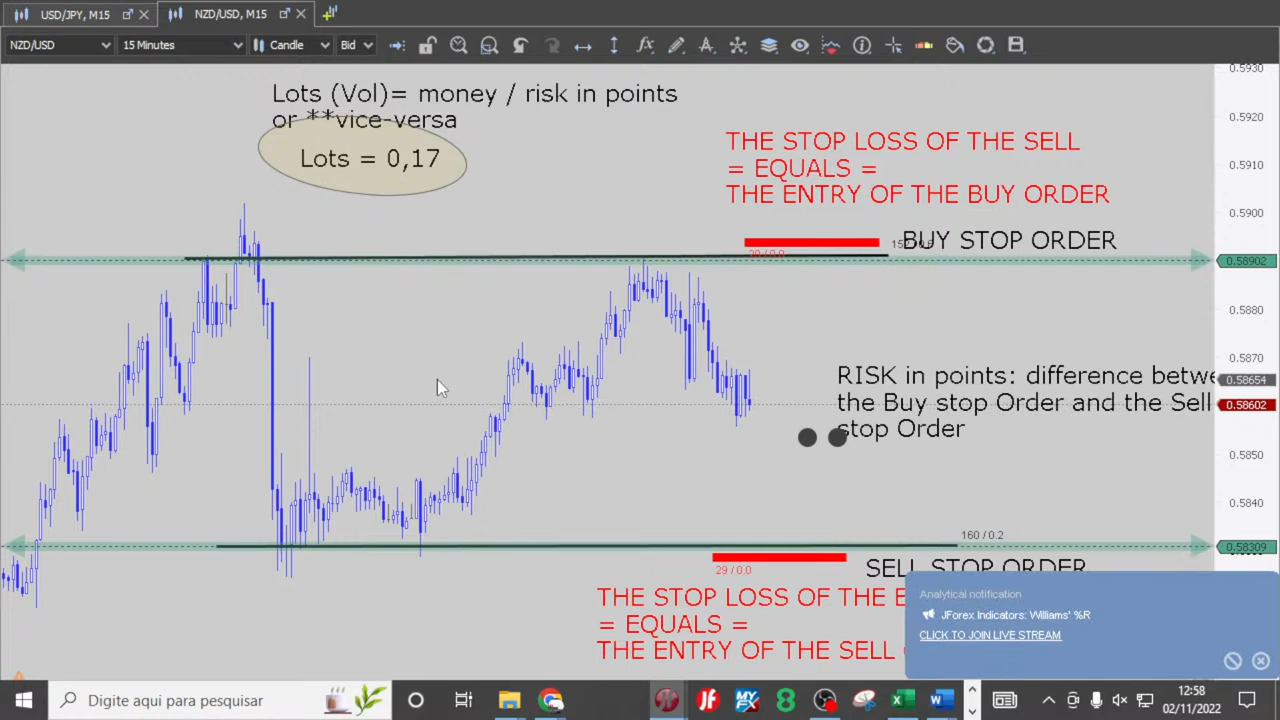 USD/JPY, M15
NZD/USD, M15
NZD/USD
15 Minutes
Candle
Bid
Lots (Vol)= money / risk in points
or **vice-versa
Lots = 0,17
THE STOP LOSS OF THE SELL
= EQUALS =
THE ENTRY OF THE BUY ORDER
BUY STOP ORDER
29 / 0.0
RISK in points: difference betwe
the Buy stop Order and the Sell
stop Order
160 / 0.2
29 / 0.0
SELL STOP ORDER
THE STOP LOSS OF THE
= EQUALS =
THE ENTRY OF THE SELL
0.5930
0.5920
0.5910
0.5900
0.58902
0.5880
0.5870
0.58654
0.58602
0.5850
0.5840
0.58309
Analytical notification
JForex Indicators: Williams' %R
CLICK TO JOIN LIVE STREAM
Digite aqui para pesquisar
12:58
02/11/2022